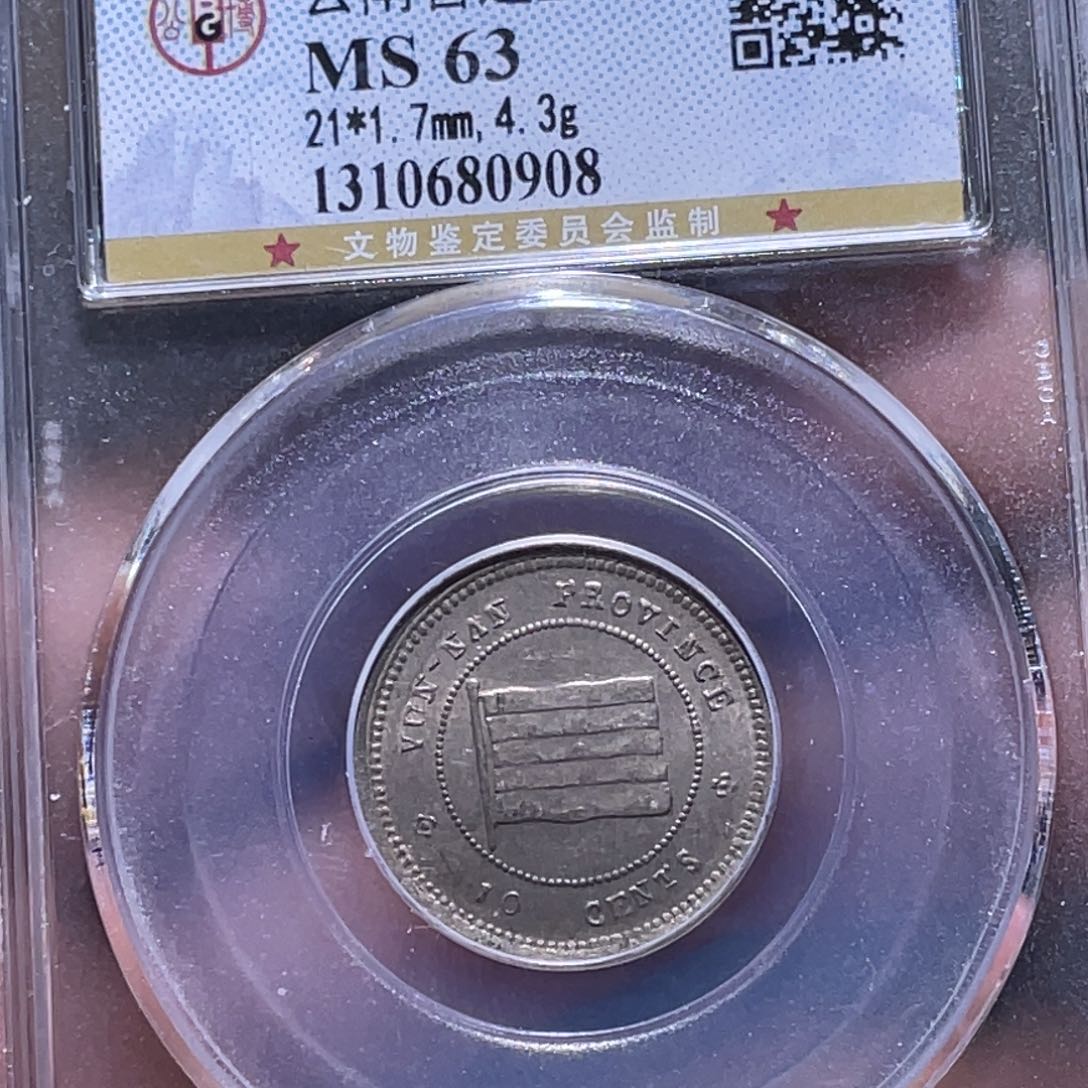 MS 63
21*1.7mm, 4.3g
1310680908
★ 文物鉴定委员会监制 ★
YUN-NAN PROVINCE
10 CENTS